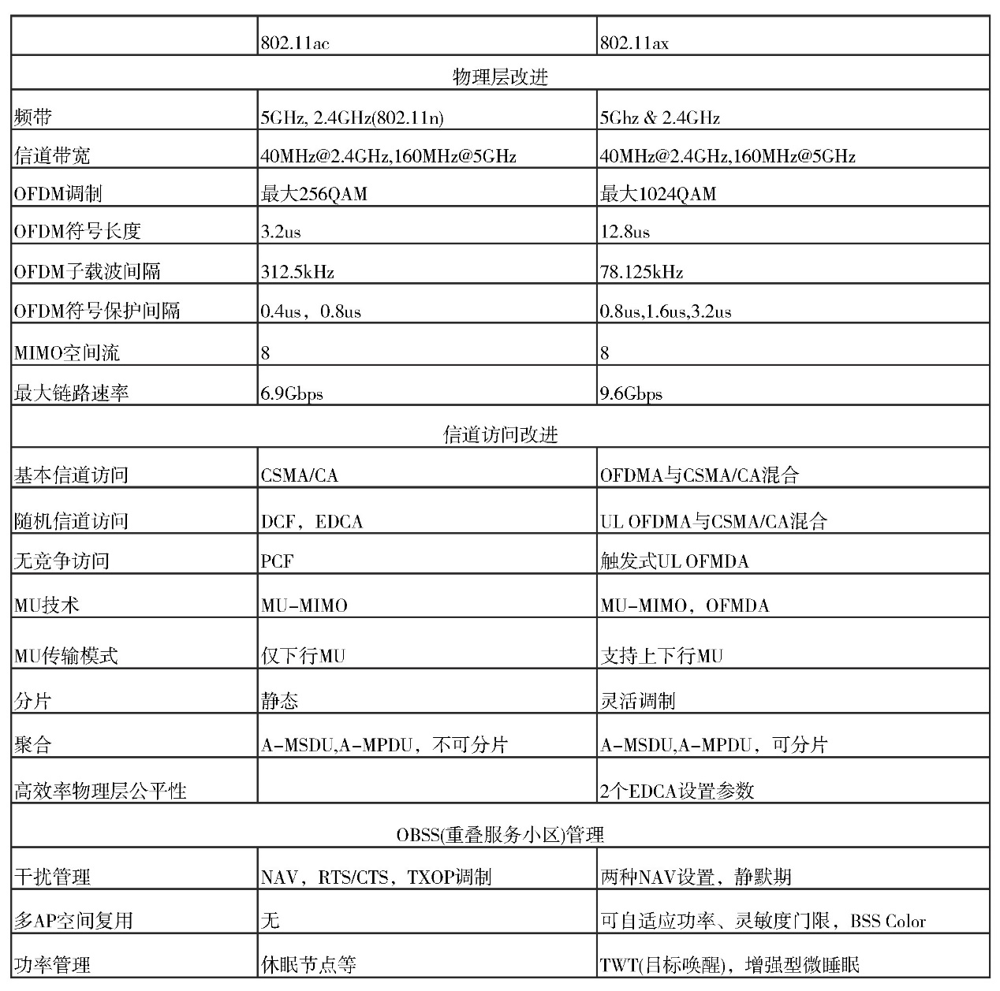 802.11ac 802.11ax
物理层改进
频带 5GHz, 2.4GHz(802.11n) 5Ghz & 2.4GHz
信道带宽 40MHz@2.4GHz,160MHz@5GHz 40MHz@2.4GHz,160MHz@5GHz
OFDM调制 最大256QAM 最大1024QAM
OFDM符号长度 3.2us 12.8us
OFDM子载波间隔 312.5kHz 78.125kHz
OFDM符号保护间隔 0.4us，0.8us 0.8us,1.6us,3.2us
MIMO空间流 8 8
最大链路速率 6.9Gbps 9.6Gbps
信道访问改进
基本信道访问 CSMA/CA OFDMA与CSMA/CA混合
随机信道访问 DCF，EDCA UL OFDMA与CSMA/CA混合
无竞争访问 PCF 触发式UL OFMDA
MU技术 MU-MIMO MU-MIMO，OFMDA
MU传输模式 仅下行MU 支持上下行MU
分片 静态 灵活调制
聚合 A-MSDU,A-MPDU，不可分片 A-MSDU,A-MPDU，可分片
高效率物理层公平性 2个EDCA设置参数
OBSS(重叠服务小区)管理
干扰管理 NAV，RTS/CTS，TXOP调制 两种NAV设置，静默期
多AP空间复用 无 可自适应功率、灵敏度门限，BSS Color
功率管理 休眠节点等 TWT(目标唤醒)，增强型微睡眠